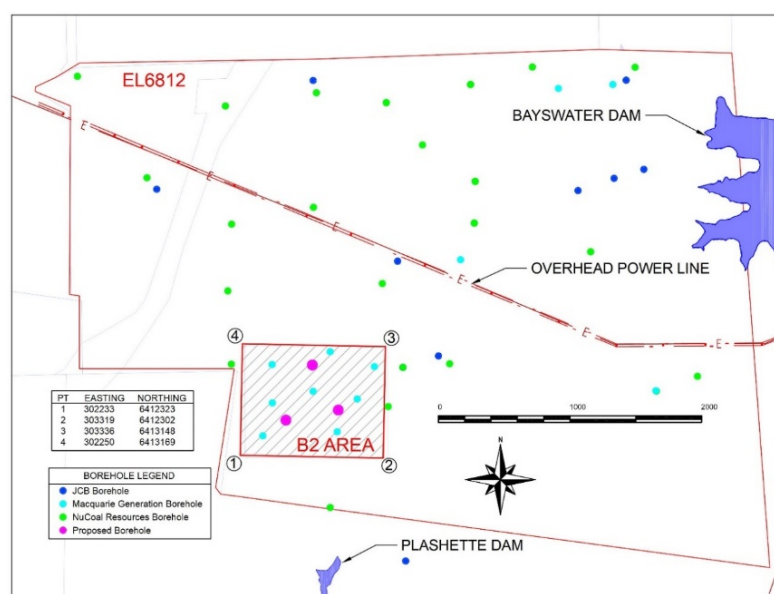 EL6812
BAYSWATER DAM
E
E
E
OVERHEAD POWER LINE
E
E
E
4
3
PT EASTING NORTHING
1 302233 6412323
2 303319 6412302
3 303336 6413148
4 302250 6413169
0 1000 2000
B2 AREA
1
2
N
BOREHOLE LEGEND
JCB Borehole
Macquarie Generation Borehole
NuCoal Resources Borehole
Proposed Borehole
PLASHETTE DAM